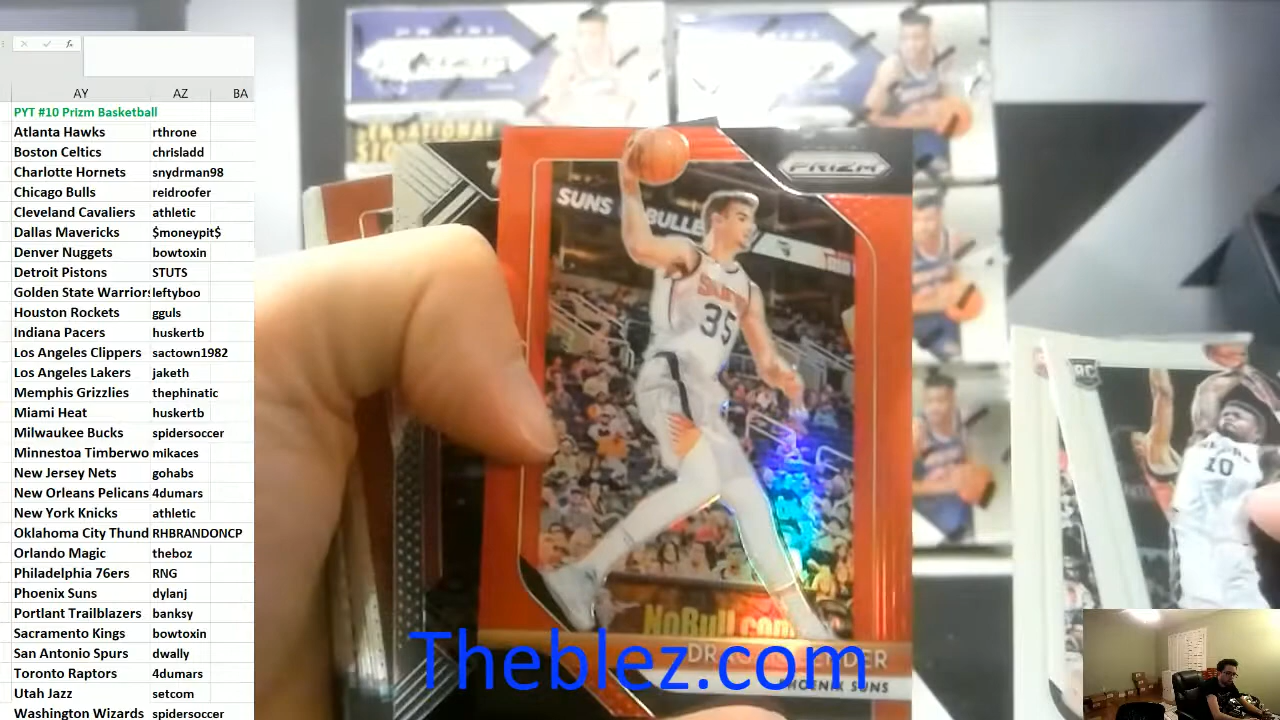 fx
AY AZ BA
PYT #10 Prizm Basketball
Atlanta Hawks rthrone
Boston Celtics chrisladd
Charlotte Hornets snydrman98
Chicago Bulls reidroofer
Cleveland Cavaliers athletic
Dallas Mavericks $moneypit$
Denver Nuggets bowtoxin
Detroit Pistons STUTS
Golden State Warriors leftyboo
Houston Rockets gguls
Indiana Pacers huskertb
Los Angeles Clippers sactown1982
Los Angeles Lakers jaketh
Memphis Grizzlies thephinatic
Miami Heat huskertb
Milwaukee Bucks spidersoccer
Minnestoa Timberwo mikaces
New Jersey Nets gohabs
New Orleans Pelicans 4dumars
New York Knicks athletic
Oklahoma City Thund RHBRANDONCP
Orlando Magic theboz
Philadelphia 76ers RNG
Phoenix Suns dylanj
Portlant Trailblazers banksy
Sacramento Kings bowtoxin
San Antonio Spurs dwally
Toronto Raptors 4dumars
Utah Jazz setcom
Washington Wizards spidersoccer
PRIZM
SENSATIONAL
PRIZM
SUNS
SUNS
35
NoBull.com
PHOENIX SUNS
RC
10
Theblez.com